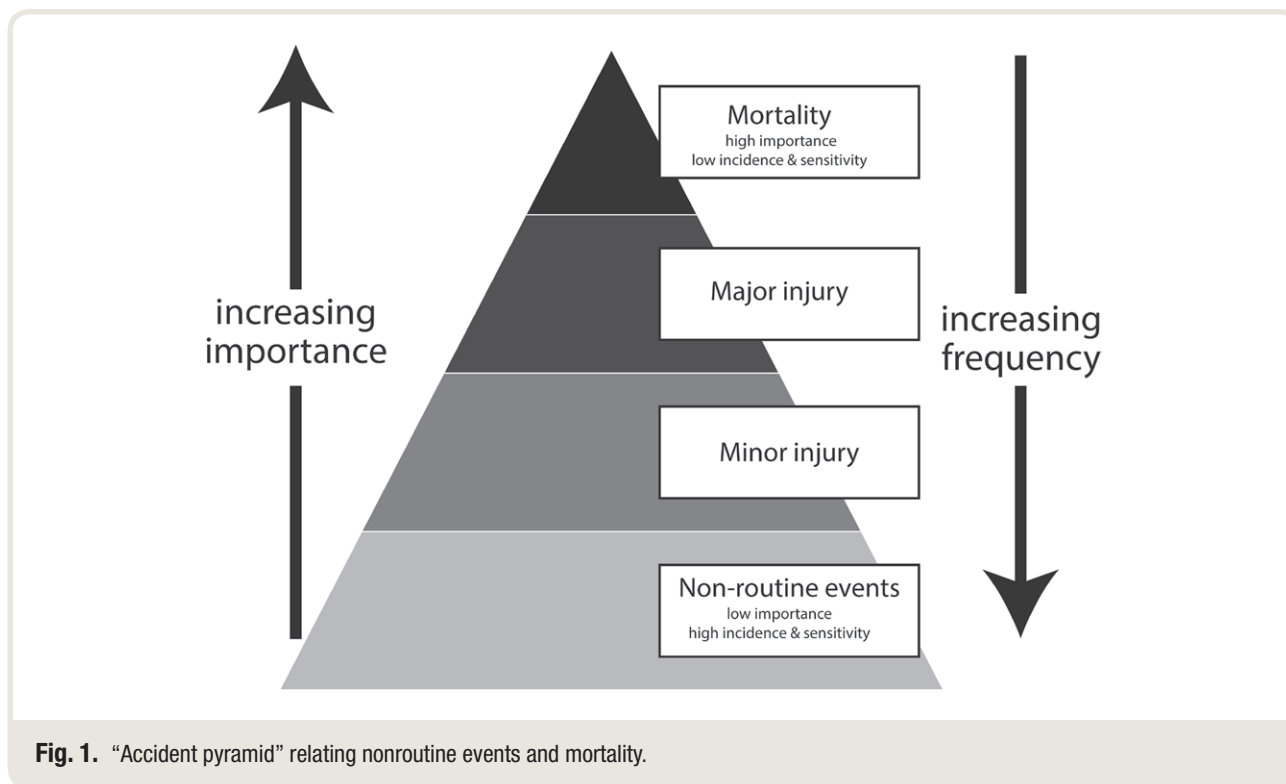 Mortality
high importance
low incidence & sensitivity
Major injury
increasing
importance
increasing
frequency
Minor injury
Non-routine events
low importance
high incidence & sensitivity
Fig. 1. “Accident pyramid” relating nonroutine events and mortality.